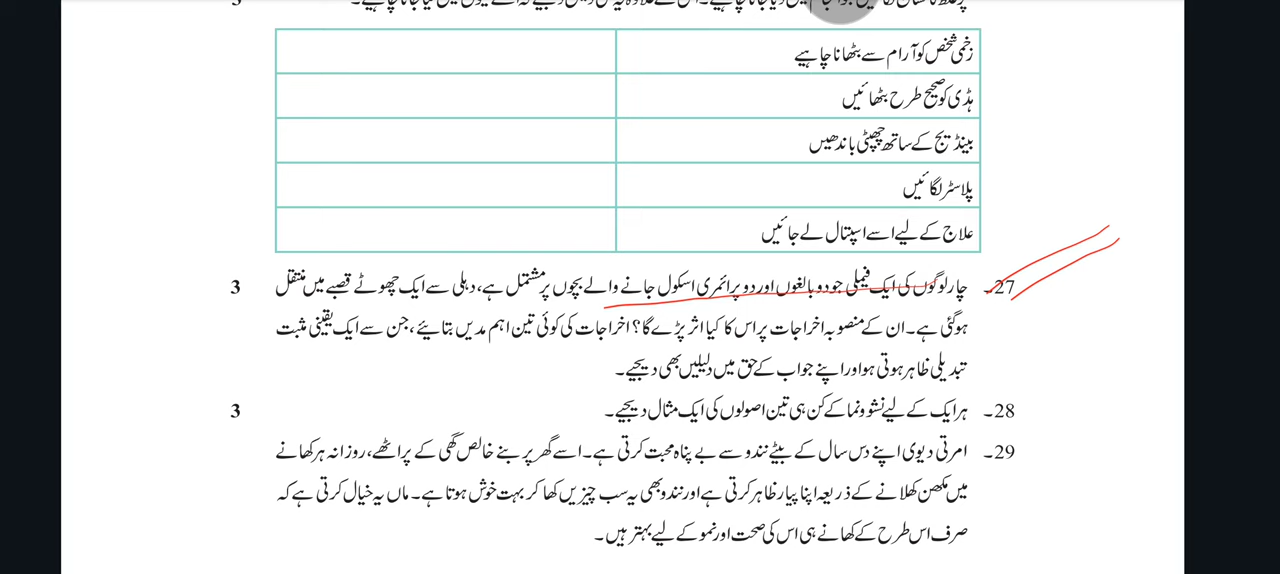 زخمی شخص کو آرام سے بٹھانا چاہیے
ہڈی کو صحیح طرح بٹھائیں
بینڈیج کے ساتھ چھپٹی باندھیں
پلاسٹر لگائیں
علاج کے لیے اسے اسپتال لے جائیں
27۔ چار لوگوں کی ایک فیملی جو دو بالغوں اور دو پرائمری اسکول جانے والے بچوں پر مشتمل ہے، دہلی سے ایک چھوٹے قصبے میں منتقل 3
ہوگئی ہے۔ ان کے منصوبہ اخراجات پر اس کا کیا اثر پڑے گا؟ اخراجات کی کوئی تین اہم مدیں بتائیے، جن سے ایک یقینی مثبت
تبدیلی ظاہر ہوتی ہو اور اپنے جواب کے حق میں دلیلیں بھی دیجیے۔
28۔ ہر ایک کے لیے نشوونما کے کن ہی تین اصولوں کی ایک مثال دیجیے۔ 3
29۔ امرتی دیوی اپنے دس سال کے بیٹے نندو سے بے پناہ محبت کرتی ہے۔ اسے گھر پر بنے خالص گھی کے پراٹھے، روزانہ ہر کھانے
میں مکھن کھلانے کے ذریعہ اپنا پیار ظاہر کرتی ہے اور نندو بھی یہ سب چیزیں کھا کر بہت خوش ہوتا ہے۔ ماں یہ خیال کرتی ہے کہ
صرف اس طرح کے کھانے ہی اس کی صحت اور نمو کے لیے بہتر ہیں۔